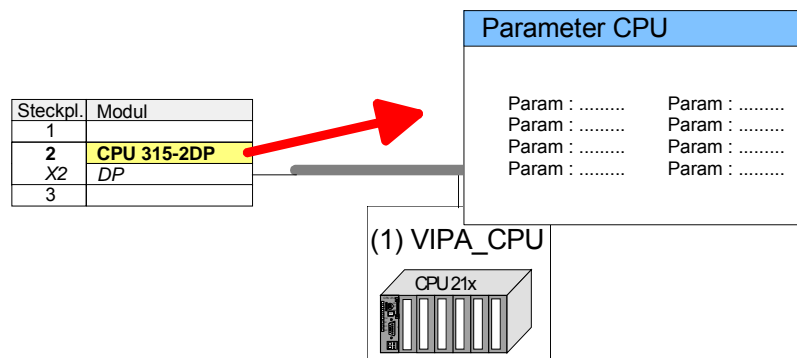 Parameter CPU
Param : ......... Param : .........
Param : ......... Param : .........
Param : ......... Param : .........
Param : ......... Param : .........
Steckpl. Modul
1
2 CPU 315-2DP
X2 DP
3
(1) VIPA_CPU
CPU 21x